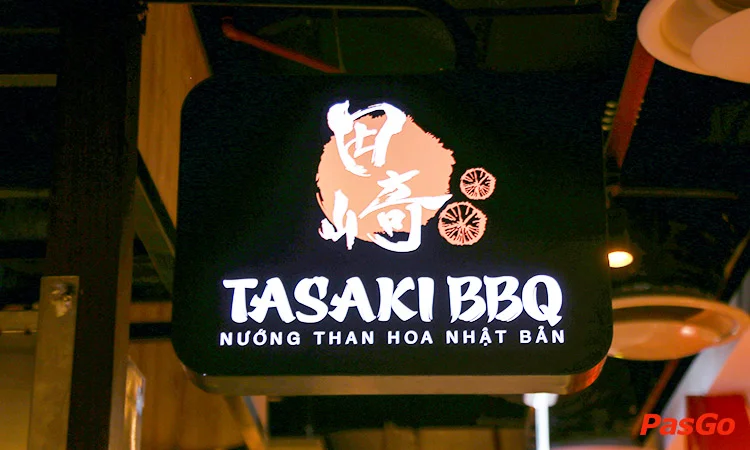 田
崎
TASAKI BBQ
NƯỚNG THAN HOA NHẬT BẢN
PasGo